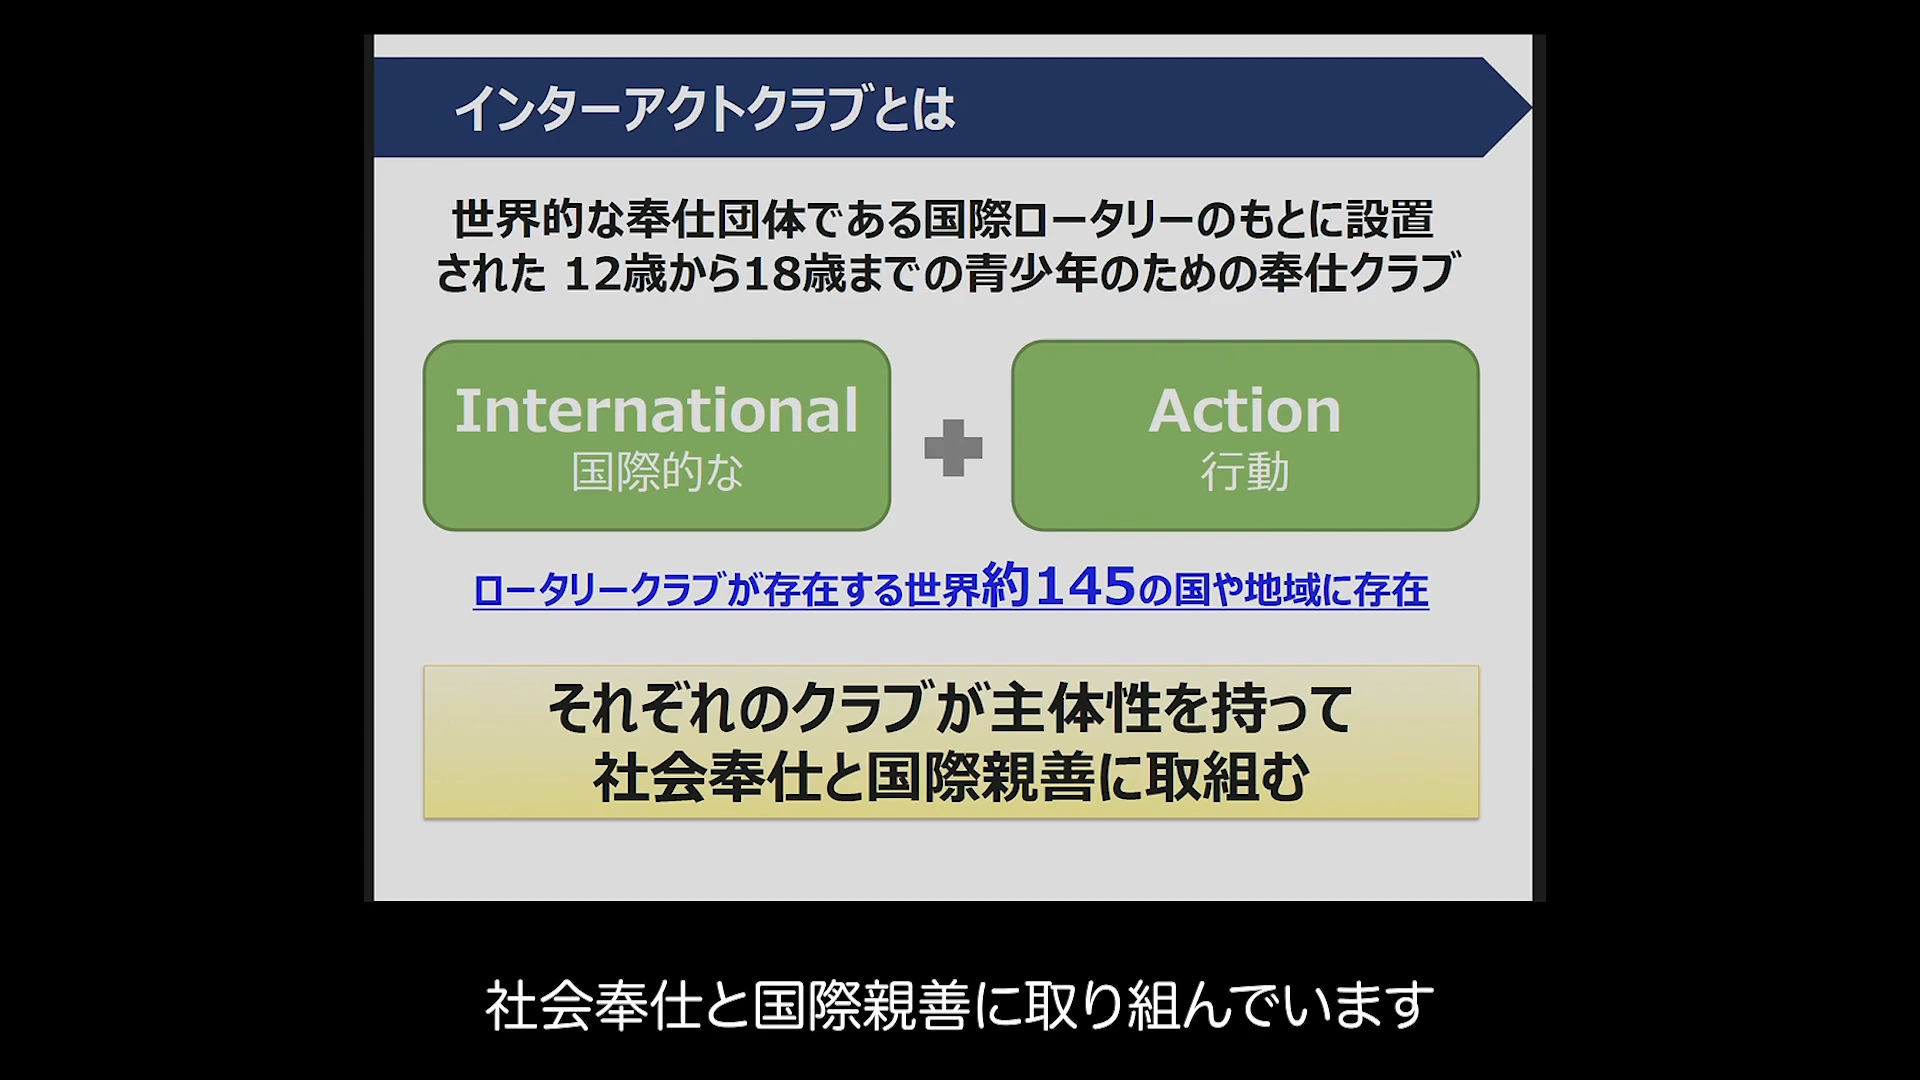 インターアクトクラブとは
世界的な奉仕団体である国際ロータリーのもとに設置
された 12歳から18歳までの青少年のための奉仕クラブ
International
国際的な
Action
行動
ロータリークラブが存在する世界約145の国や地域に存在
それぞれのクラブが主体性を持って
社会奉仕と国際親善に取組む
社会奉仕と国際親善に取り組んでいます